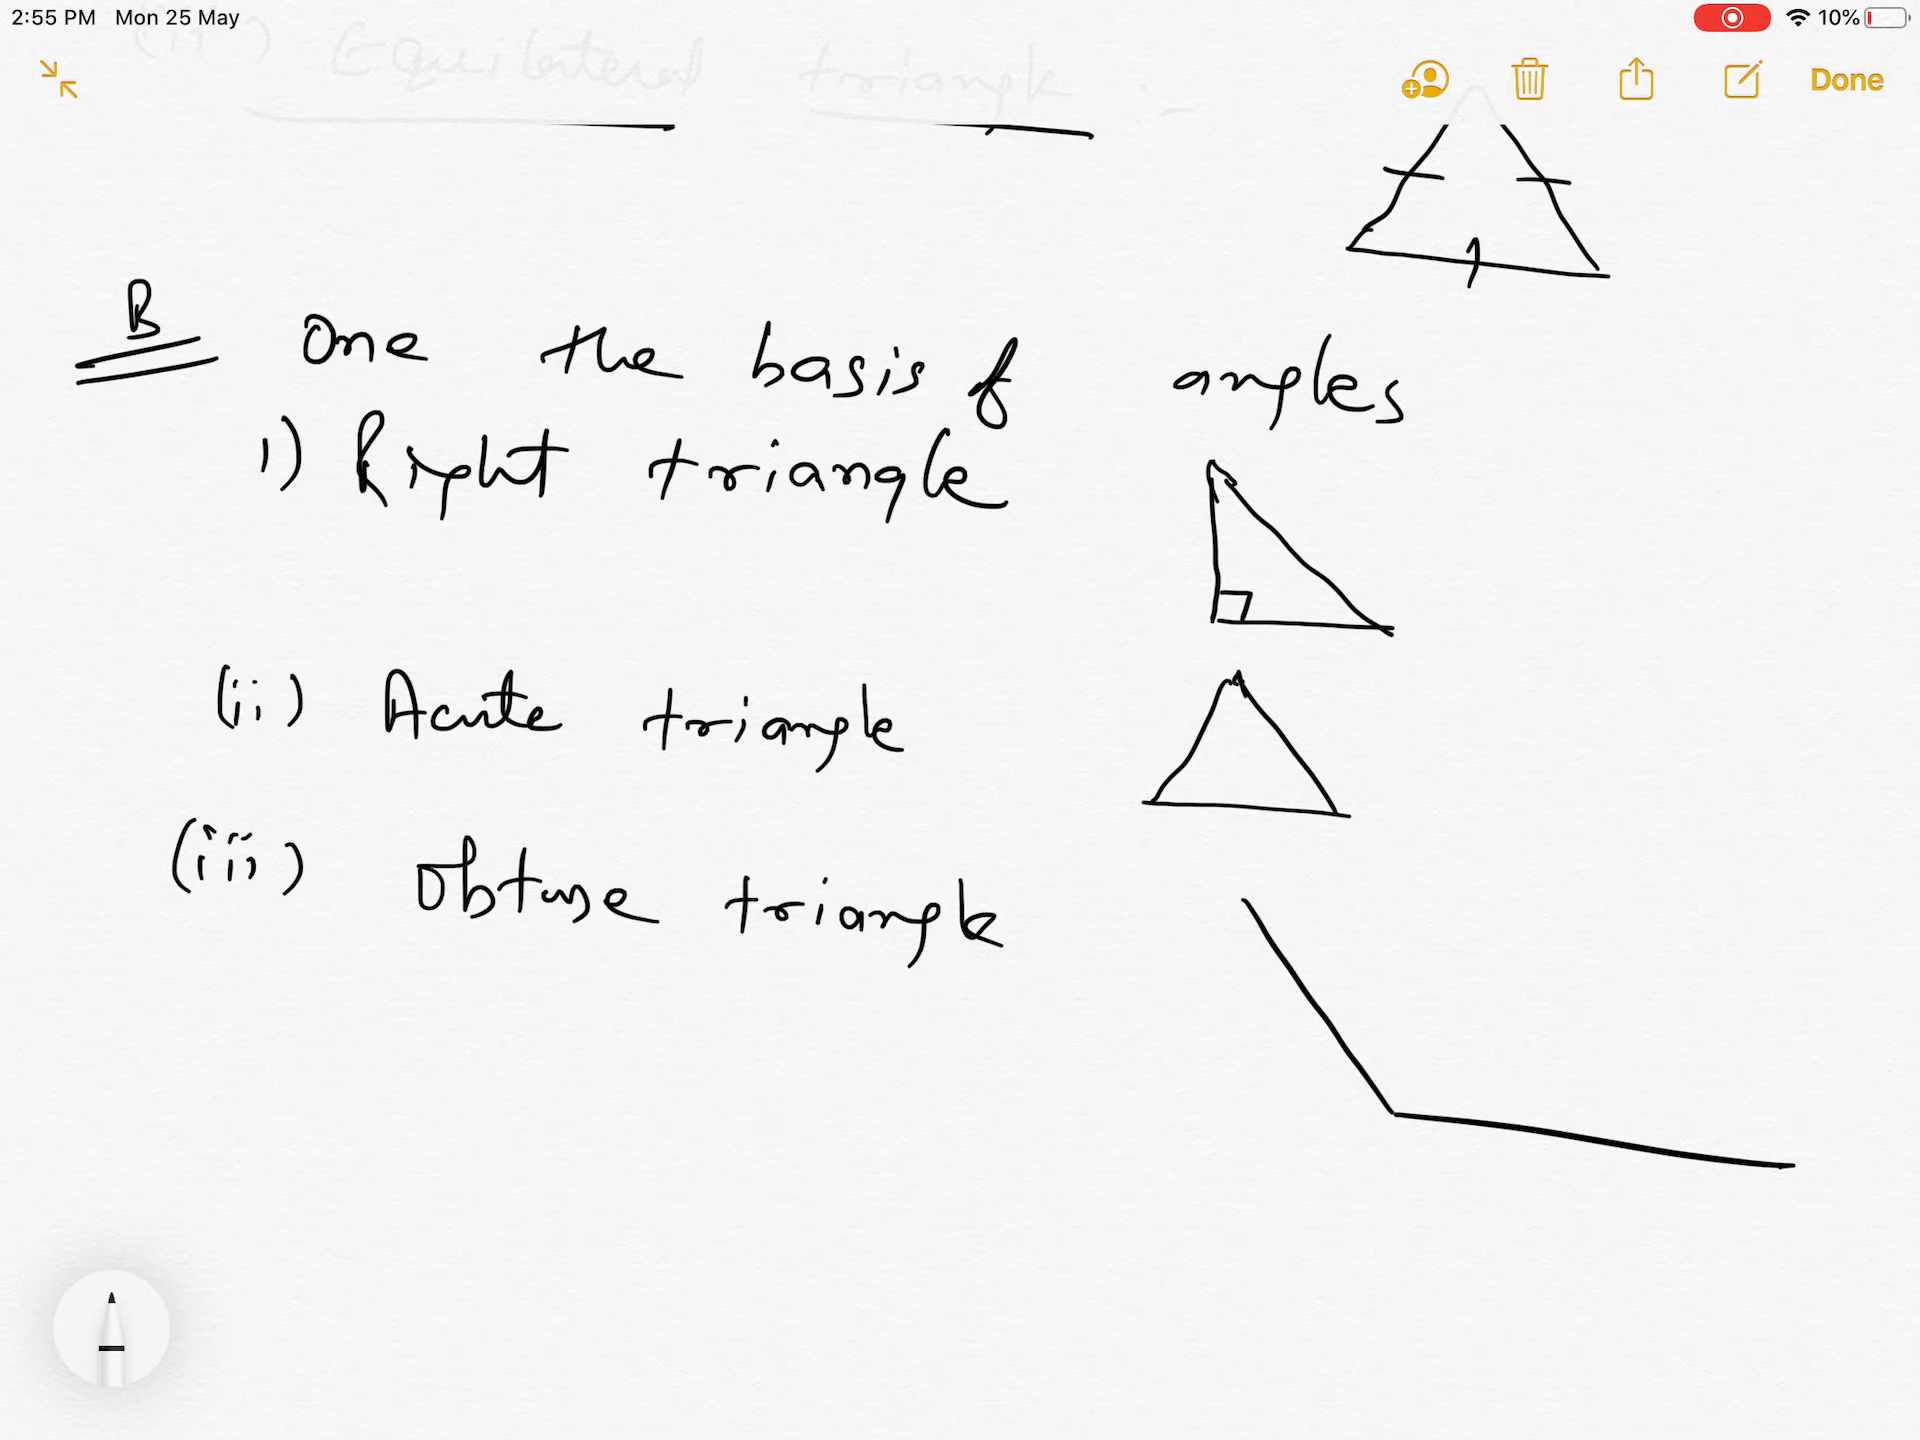 2:55 PM Mon 25 May
10%
(iii) Equilateral triangle :-
Done
B One the basis of angles
1) Right triangle
(ii) Acute triangle
(iii) Obtuse triangle